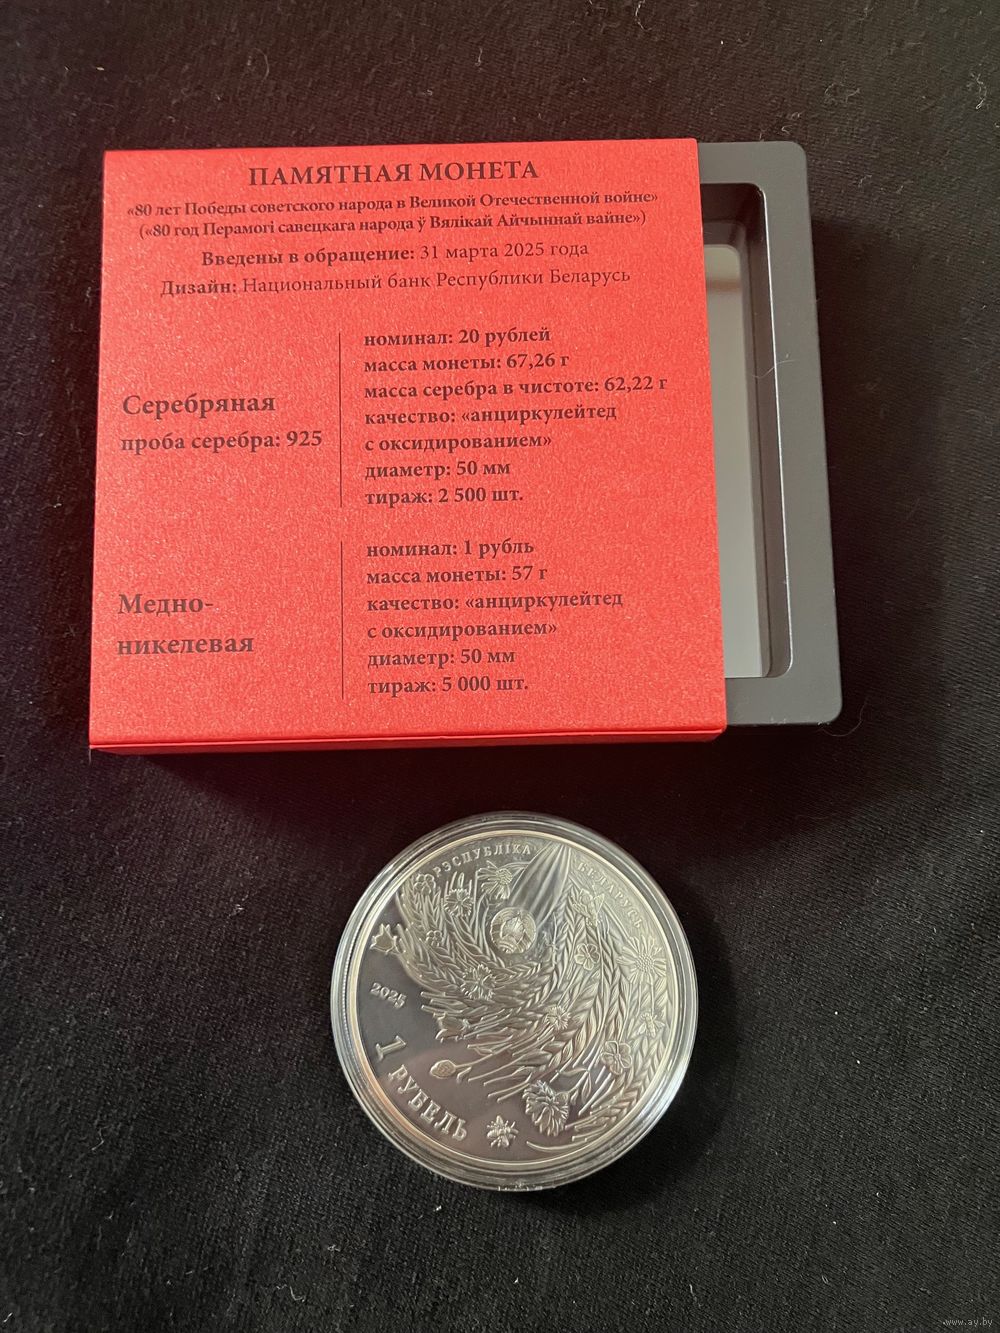 ПАМЯТНАЯ МОНЕТА
«80 лет Победы советского народа в Великой Отечественной войне»
(«80 год Перамогі савецкага народа ў Вялікай Айчыннай вайне»)
Введены в обращение: 31 марта 2025 года
Дизайн: Национальный банк Республики Беларусь
Серебряная
проба серебра: 925
номинал: 20 рублей
масса монеты: 67,26 г
масса серебра в чистоте: 62,22 г
качество: «анциркулейтед
с оксидированием»
диаметр: 50 мм
тираж: 2 500 шт.
Медно-
никелевая
номинал: 1 рубль
масса монеты: 57 г
качество: «анциркулейтед
с оксидированием»
диаметр: 50 мм
тираж: 5 000 шт.
РЭСПУБЛІКА БЕЛАРУСЬ
2025
1 РУБЕЛЬ
www.ay.by